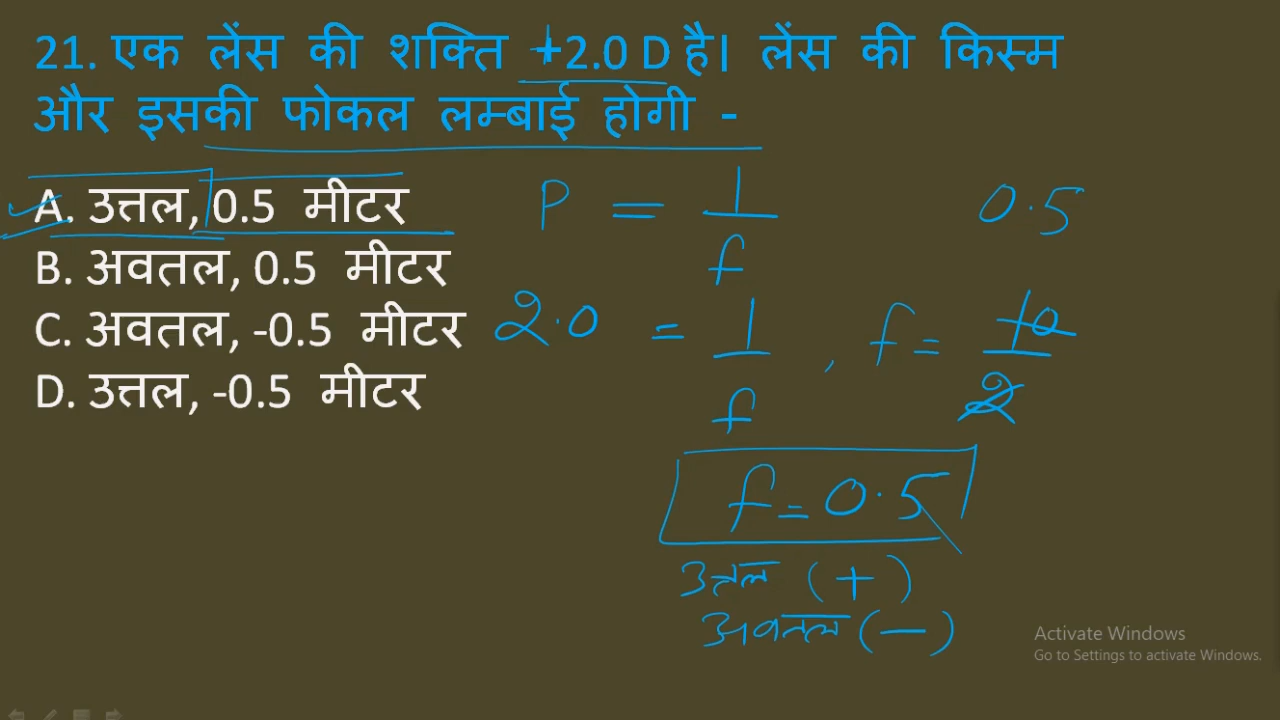 21. एक लेंस की शक्ति +2.0 D है। लेंस की किस्म
और इसकी फोकल लम्बाई होगी -
A. उत्तल, 0.5 मीटर
B. अवतल, 0.5 मीटर
C. अवतल, -0.5 मीटर
D. उत्तल, -0.5 मीटर
P = 1/f
0.5
2.0 = 1/f , f = 10/2
f = 0.5
उत्तल (+)
अवतल (-)
Activate Windows
Go to Settings to activate Windows.